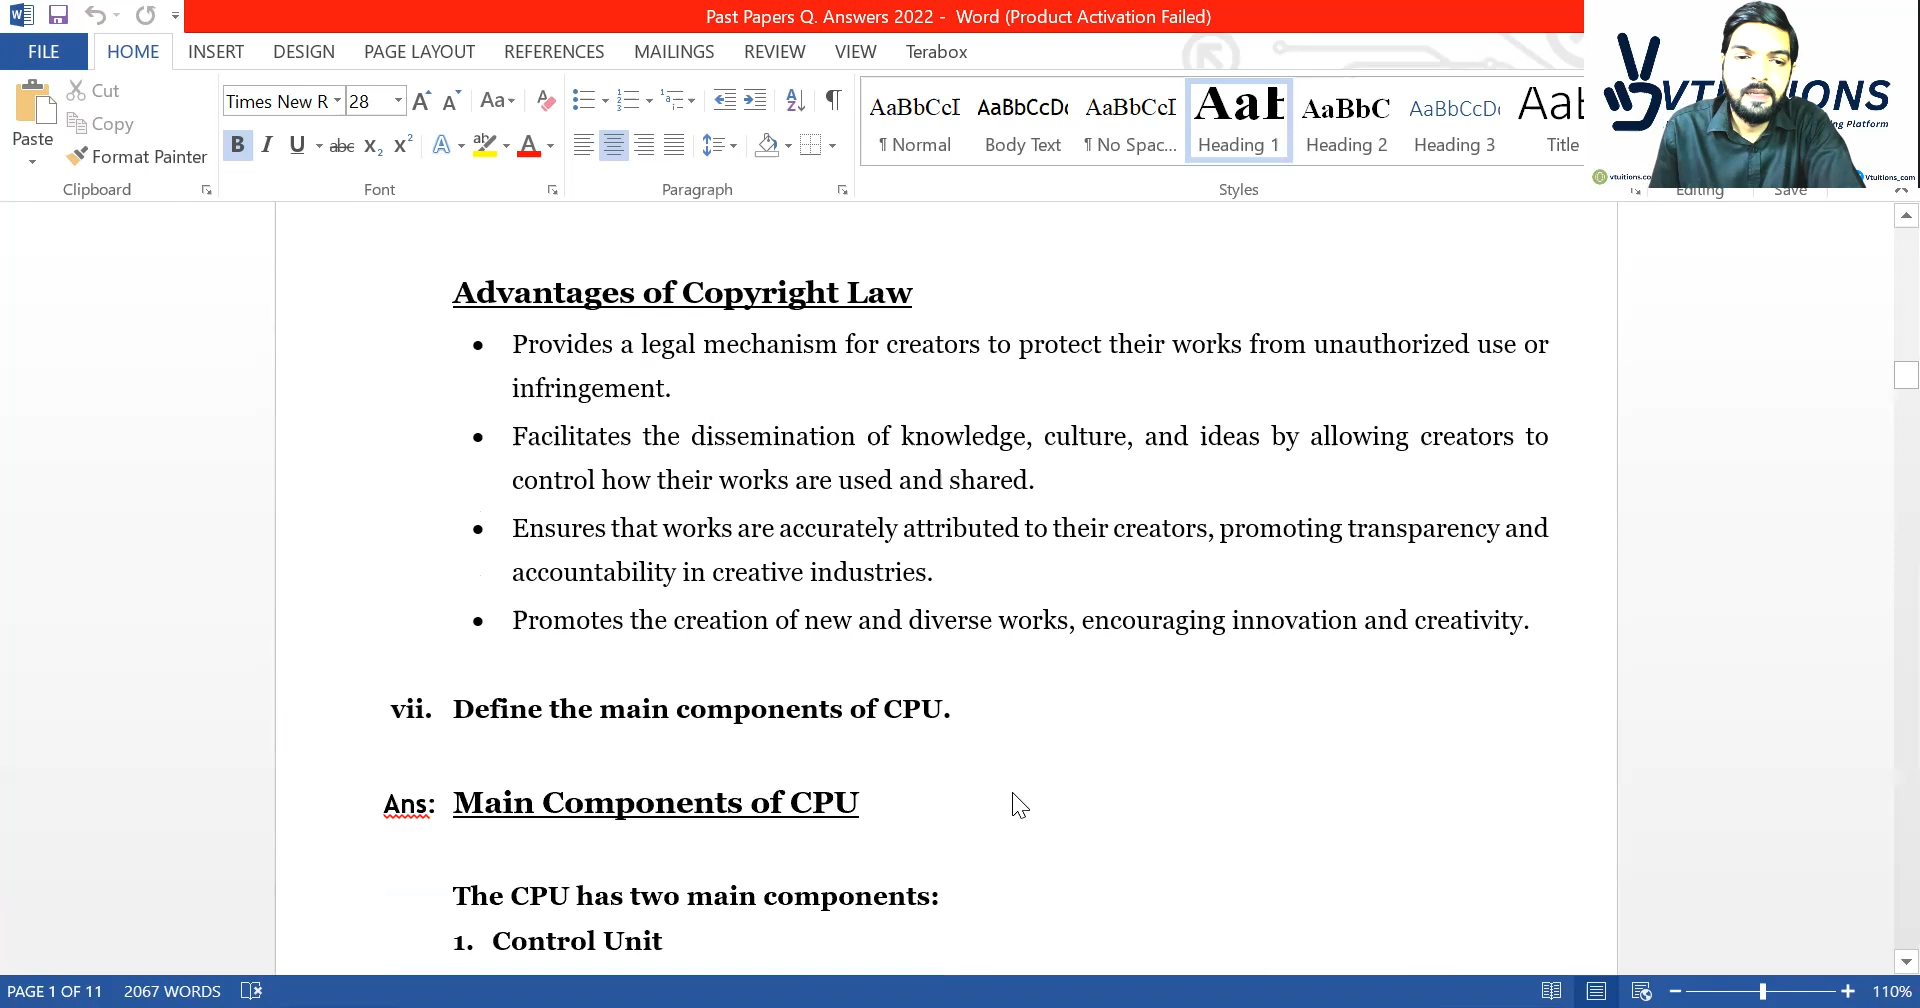 Past Papers Q. Answers 2022 - Word (Product Activation Failed)
FILE HOME INSERT DESIGN PAGE LAYOUT REFERENCES MAILINGS REVIEW VIEW Terabox
Paste
Cut
Copy
Format Painter
Times New R 28
AaBbCcI AaBbCcDc AaBbCcI AaB AaBbC AaBbCcDc Aa
¶ Normal Body Text ¶ No Spac... Heading 1 Heading 2 Heading 3 Title
Clipboard Font Paragraph Styles Editing Save
Advantages of Copyright Law
• Provides a legal mechanism for creators to protect their works from unauthorized use or
infringement.
• Facilitates the dissemination of knowledge, culture, and ideas by allowing creators to
control how their works are used and shared.
• Ensures that works are accurately attributed to their creators, promoting transparency and
accountability in creative industries.
• Promotes the creation of new and diverse works, encouraging innovation and creativity.
vii. Define the main components of CPU.
Ans: Main Components of CPU
The CPU has two main components:
1. Control Unit
PAGE 1 OF 11 2067 WORDS 110%